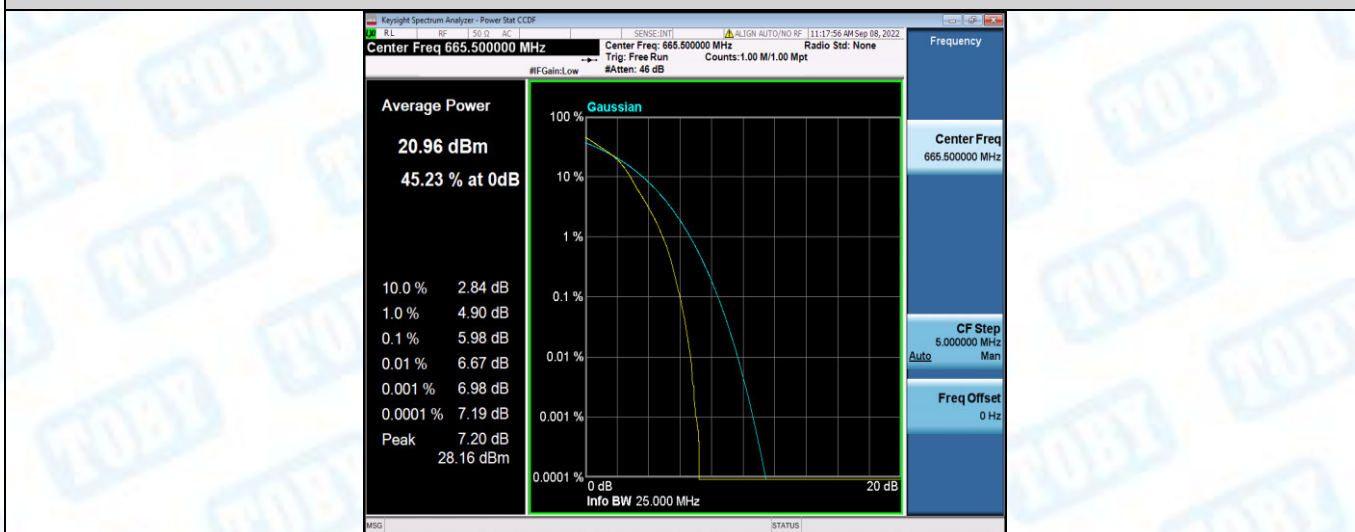 Keysight Spectrum Analyzer - Power Stat CCDF
RL RF 50 Ω AC SENSE:INT ALIGN AUTO/NO RF 11:17:56 AM Sep 08, 2022
Center Freq 665.500000 MHz
Center Freq: 665.500000 MHz Radio Std: None
Trig: Free Run Counts:1.00 M/1.00 Mpt
#IFGain:Low #Atten: 46 dB
Frequency
Average Power
20.96 dBm
45.23 % at 0dB
10.0 % 2.84 dB
1.0 % 4.90 dB
0.1 % 5.98 dB
0.01 % 6.67 dB
0.001 % 6.98 dB
0.0001 % 7.19 dB
Peak 7.20 dB
28.16 dBm
Gaussian
100 %
10 %
1 %
0.1 %
0.01 %
0.001 %
0.0001 %
0 dB 20 dB
Info BW 25.000 MHz
Center Freq
665.500000 MHz
CF Step
5.000000 MHz
Auto Man
Freq Offset
0 Hz
MSG STATUS
TOBY
TOBY
TOBY
TOBY
TOBY
TOBY
TOBY
TOBY